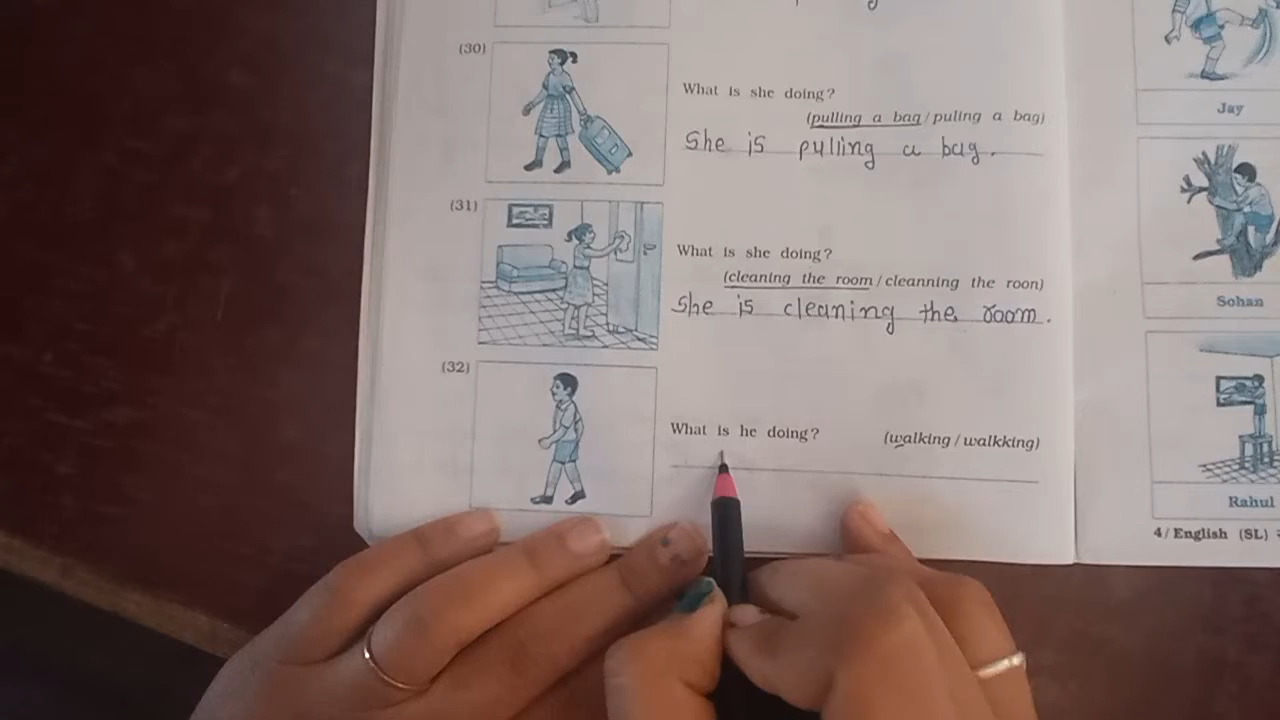 (30)
What is she doing?
(pulling a bag/puling a bag)
She is pulling a bag.
(31)
What is she doing?
(cleaning the room/cleanning the roon)
She is cleaning the room.
(32)
What is he doing? (walking/walkking)
Jay
Sohan
Rahul
4/English (SL)